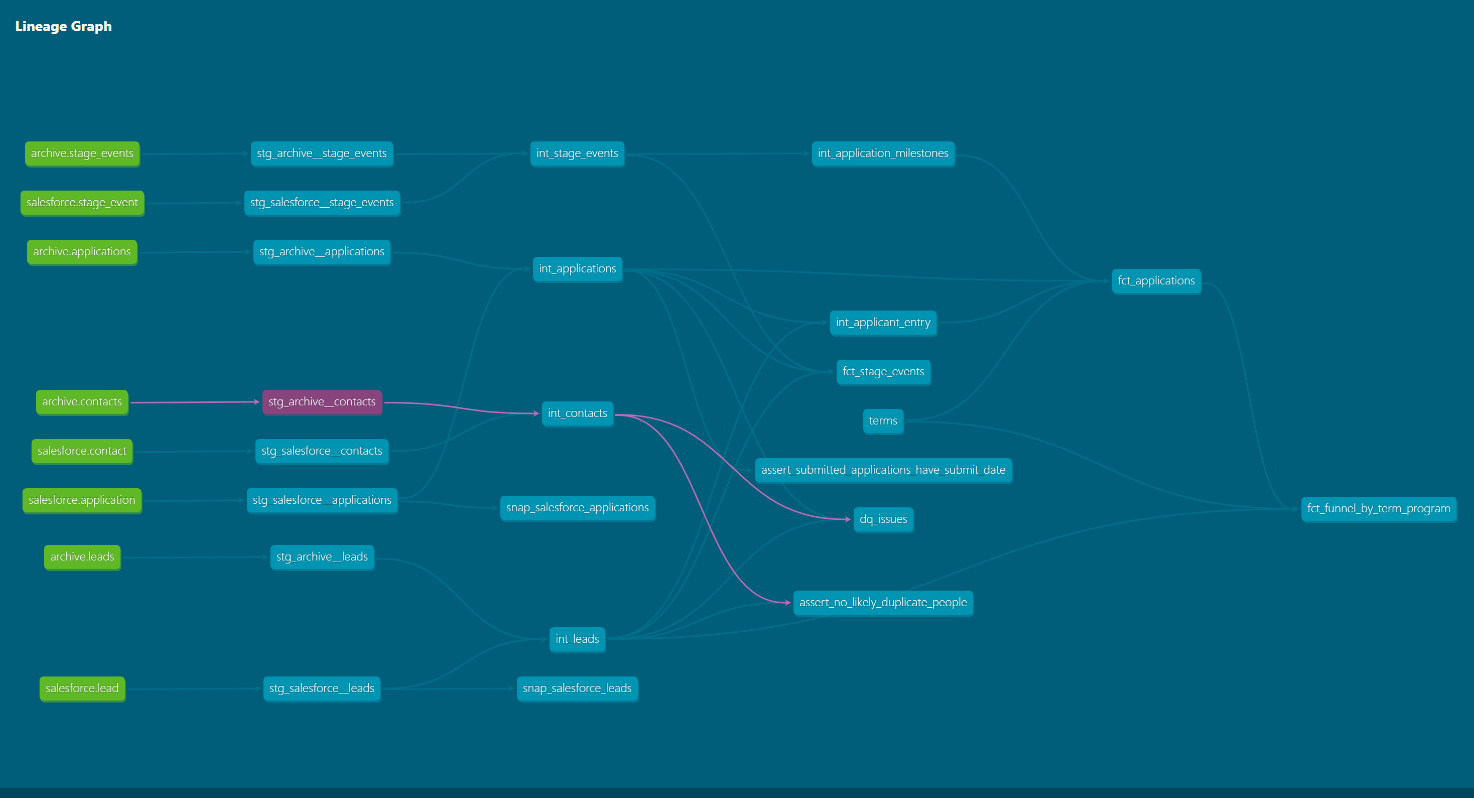 Lineage Graph
archive.stage_events
stg_archive__stage_events
int_stage_events
int_application_milestones
salesforce.stage_event
stg_salesforce__stage_events
archive.applications
stg_archive__applications
int_applications
fct_applications
int_applicant_entry
fct_stage_events
archive.contacts
stg_archive__contacts
int_contacts
terms
salesforce.contact
stg_salesforce__contacts
assert_submitted_applications_have_submit_date
salesforce.application
stg_salesforce__applications
snap_salesforce_applications
dq_issues
fct_funnel_by_term_program
archive.leads
stg_archive__leads
assert_no_likely_duplicate_people
int_leads
salesforce.lead
stg_salesforce__leads
snap_salesforce_leads